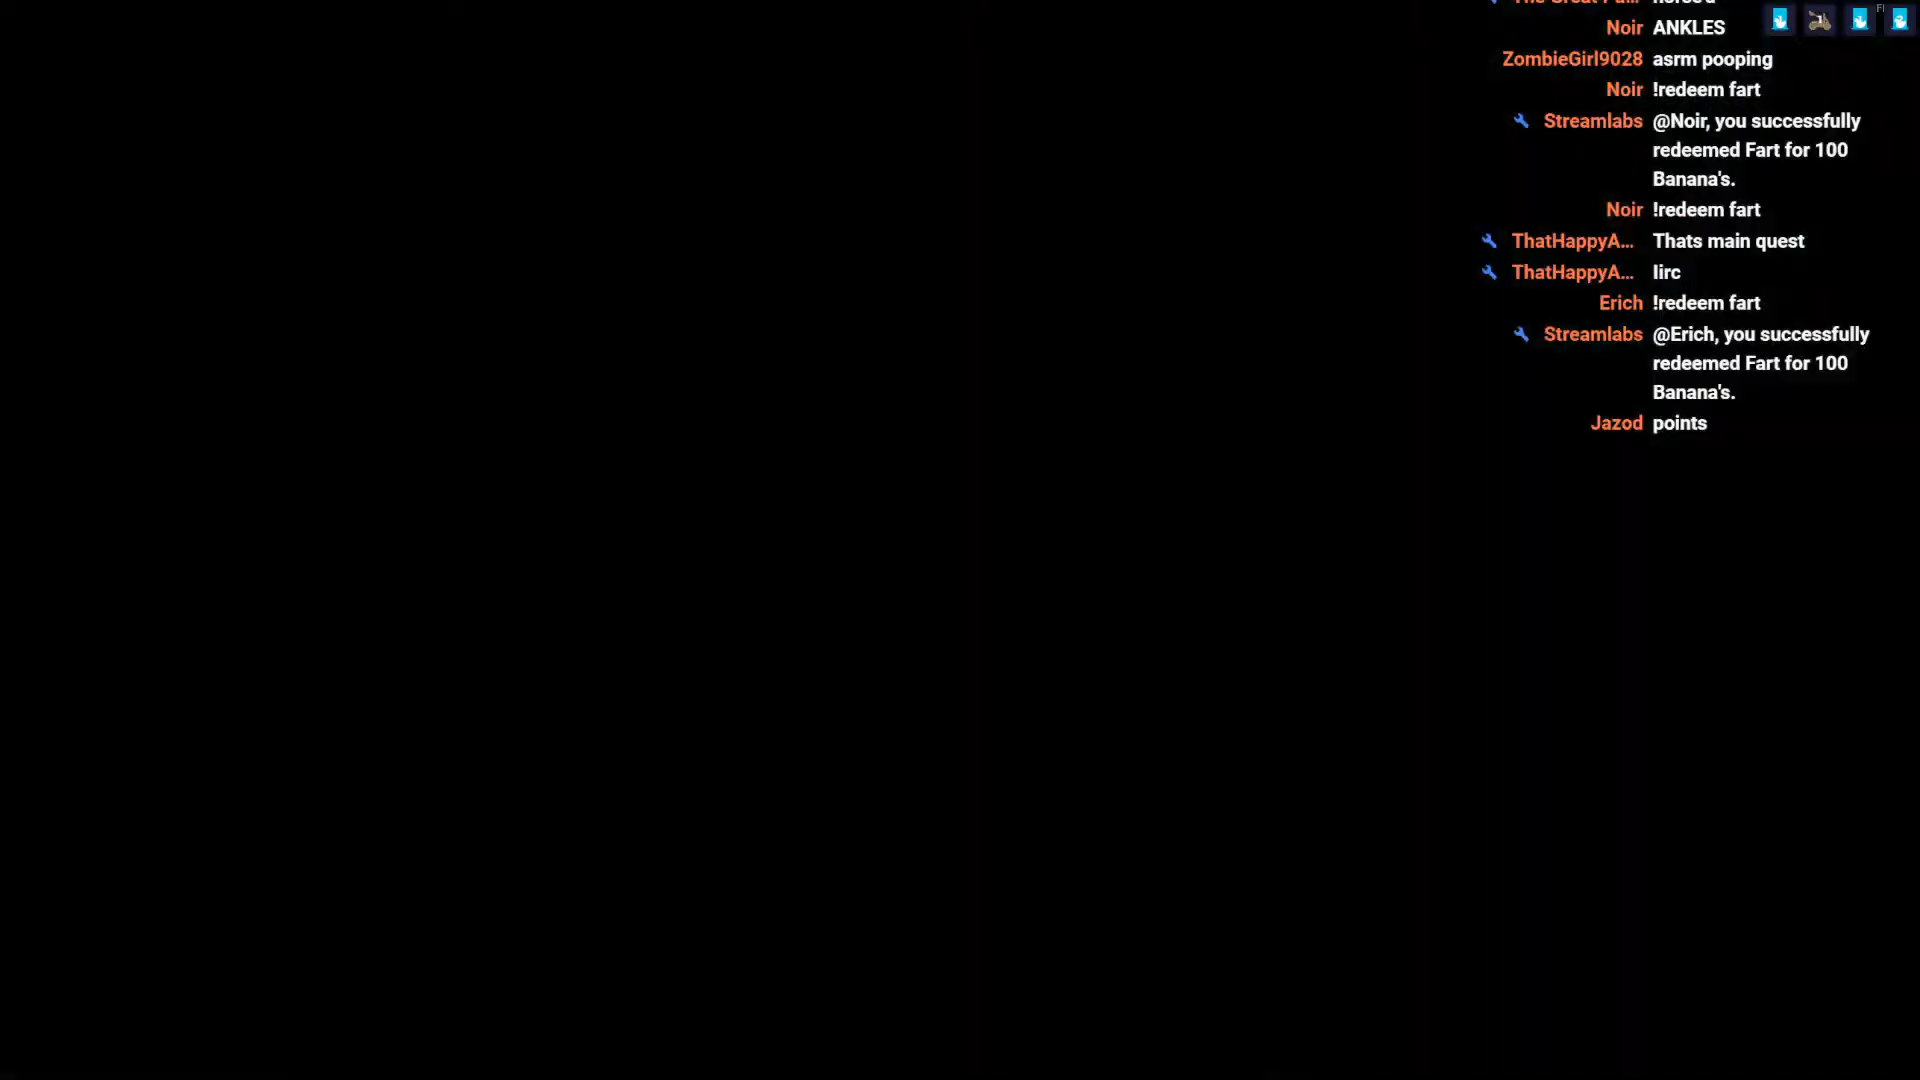 Noir ANKLES
ZombieGirl9028 asrm pooping
Noir !redeem fart
Streamlabs @Noir, you successfully
redeemed Fart for 100
Banana's.
Noir !redeem fart
ThatHappyA... Thats main quest
ThatHappyA... Iirc
Erich !redeem fart
Streamlabs @Erich, you successfully
redeemed Fart for 100
Banana's.
Jazod points